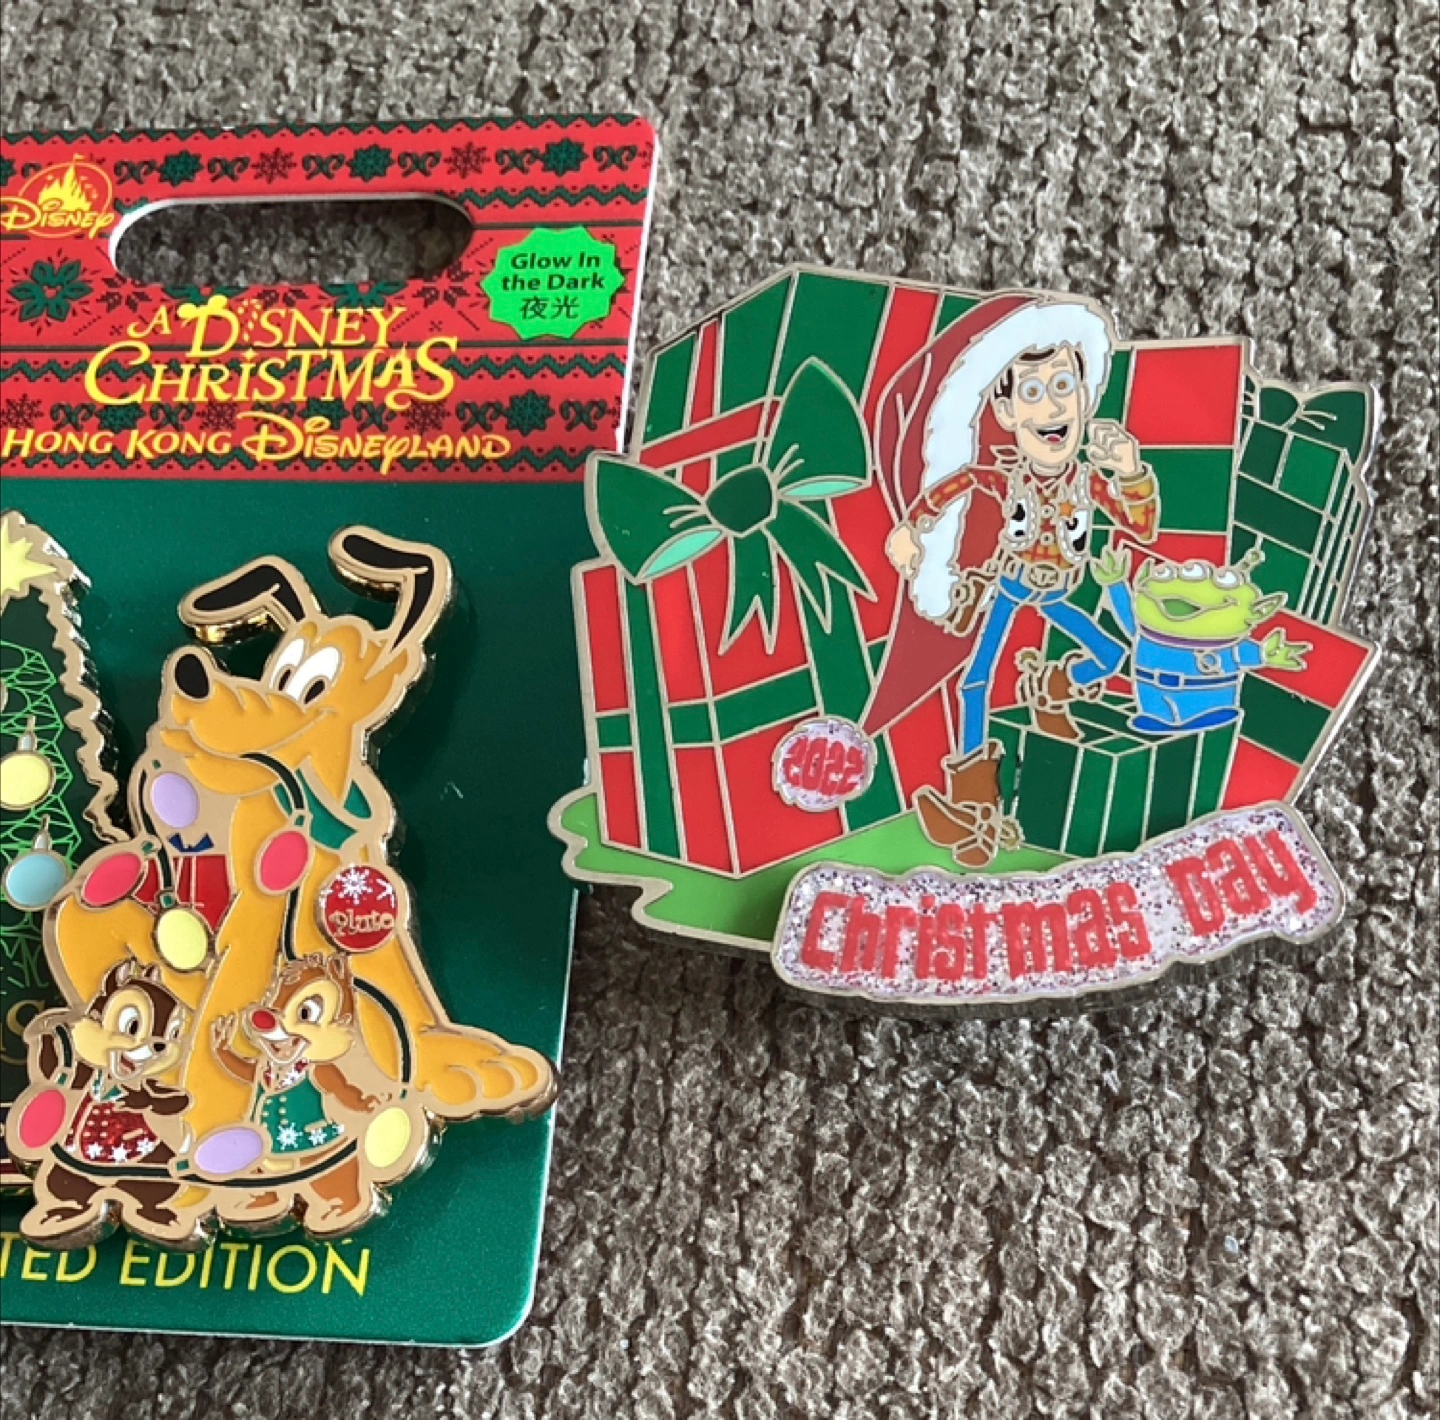 Disney
Glow In
the Dark
夜光
A Disney
Christmas
Hong Kong Disneyland
Pluto
TED EDITION
2022
Christmas Day